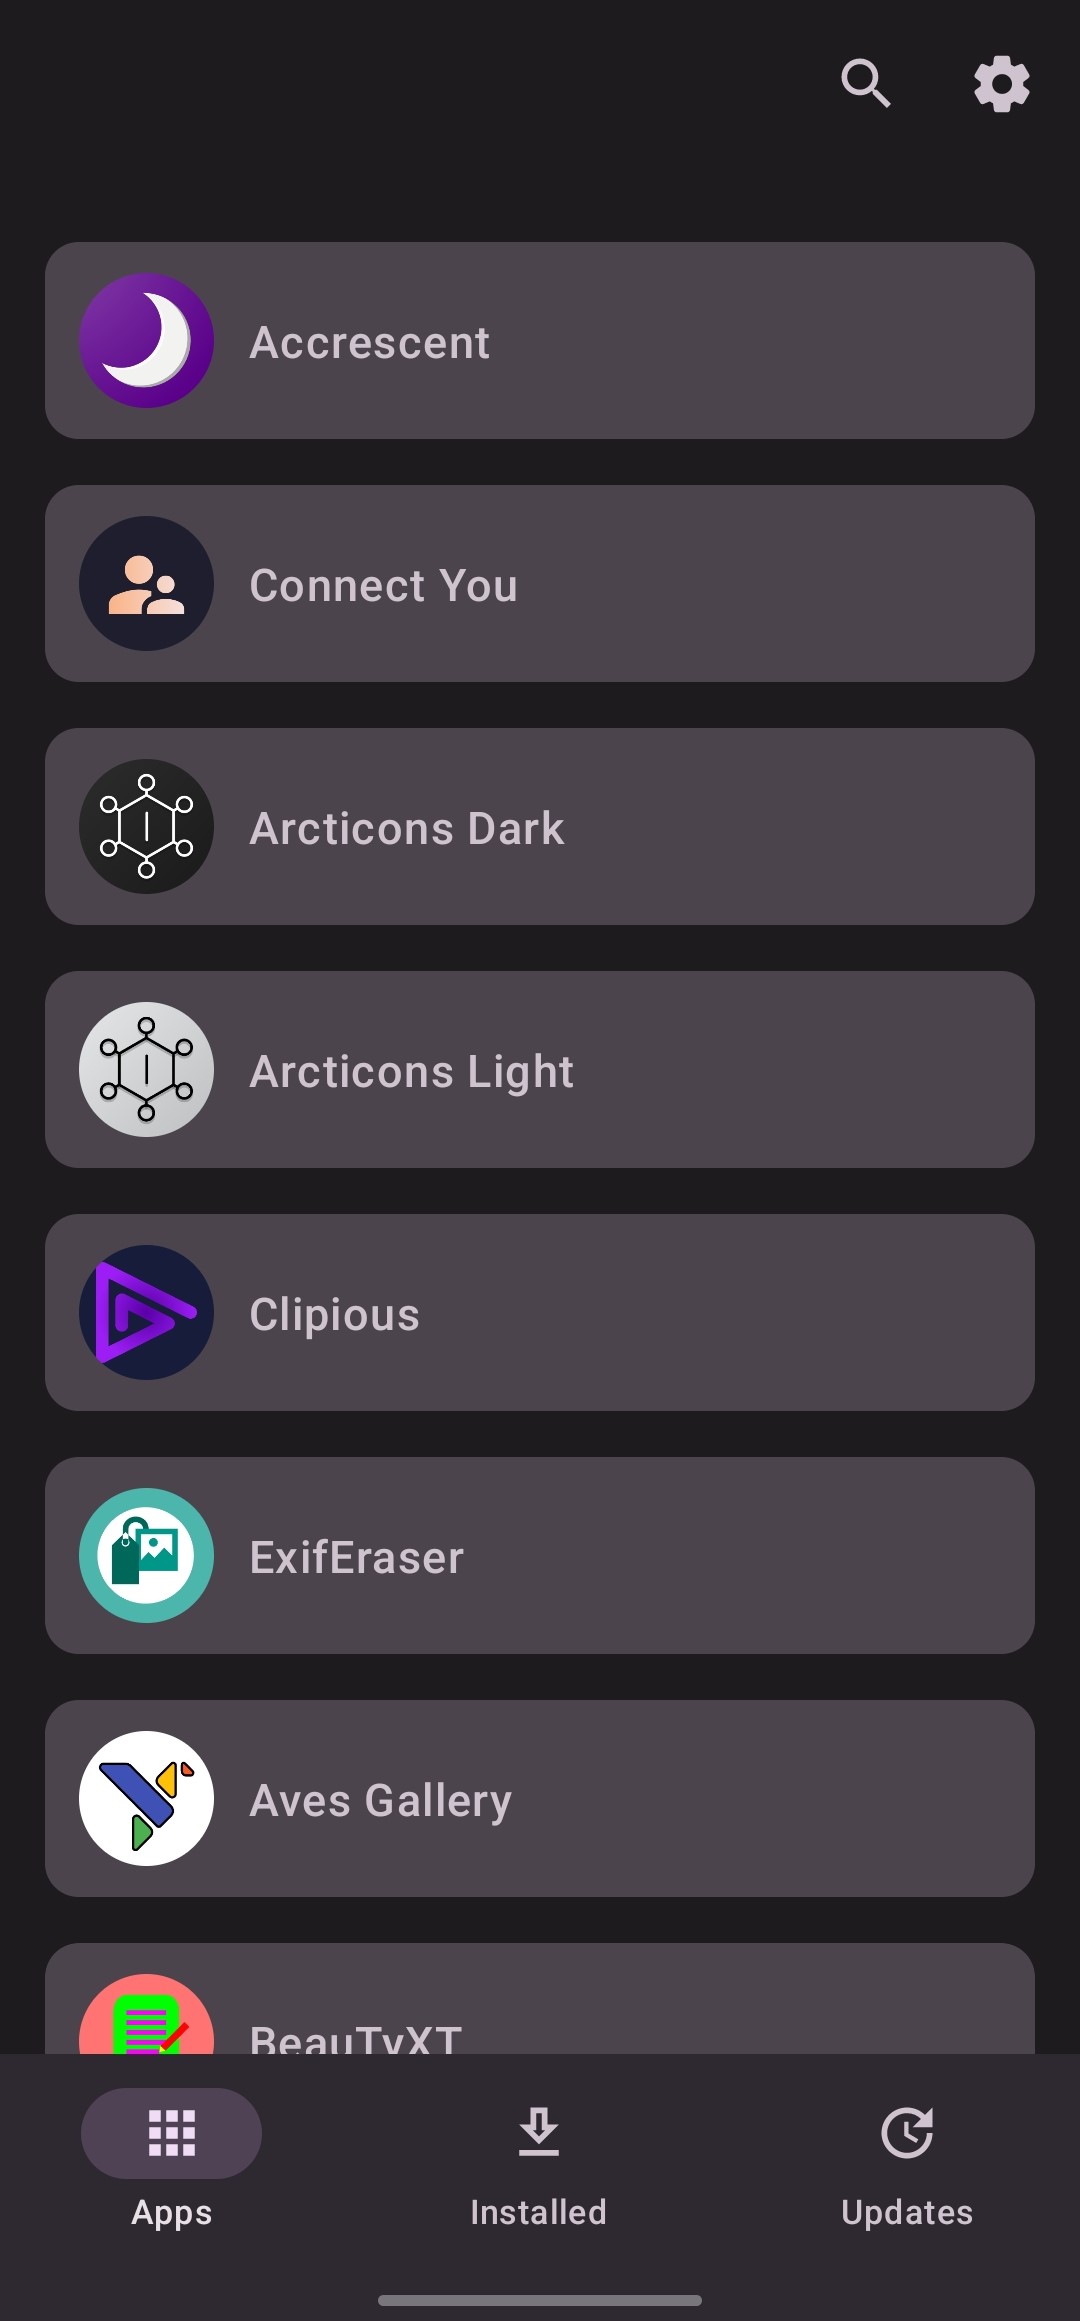 Accrescent
Connect You
Arcticons Dark
Arcticons Light
Clipious
ExifEraser
Aves Gallery
BeauTyXT
Apps
Installed
Updates